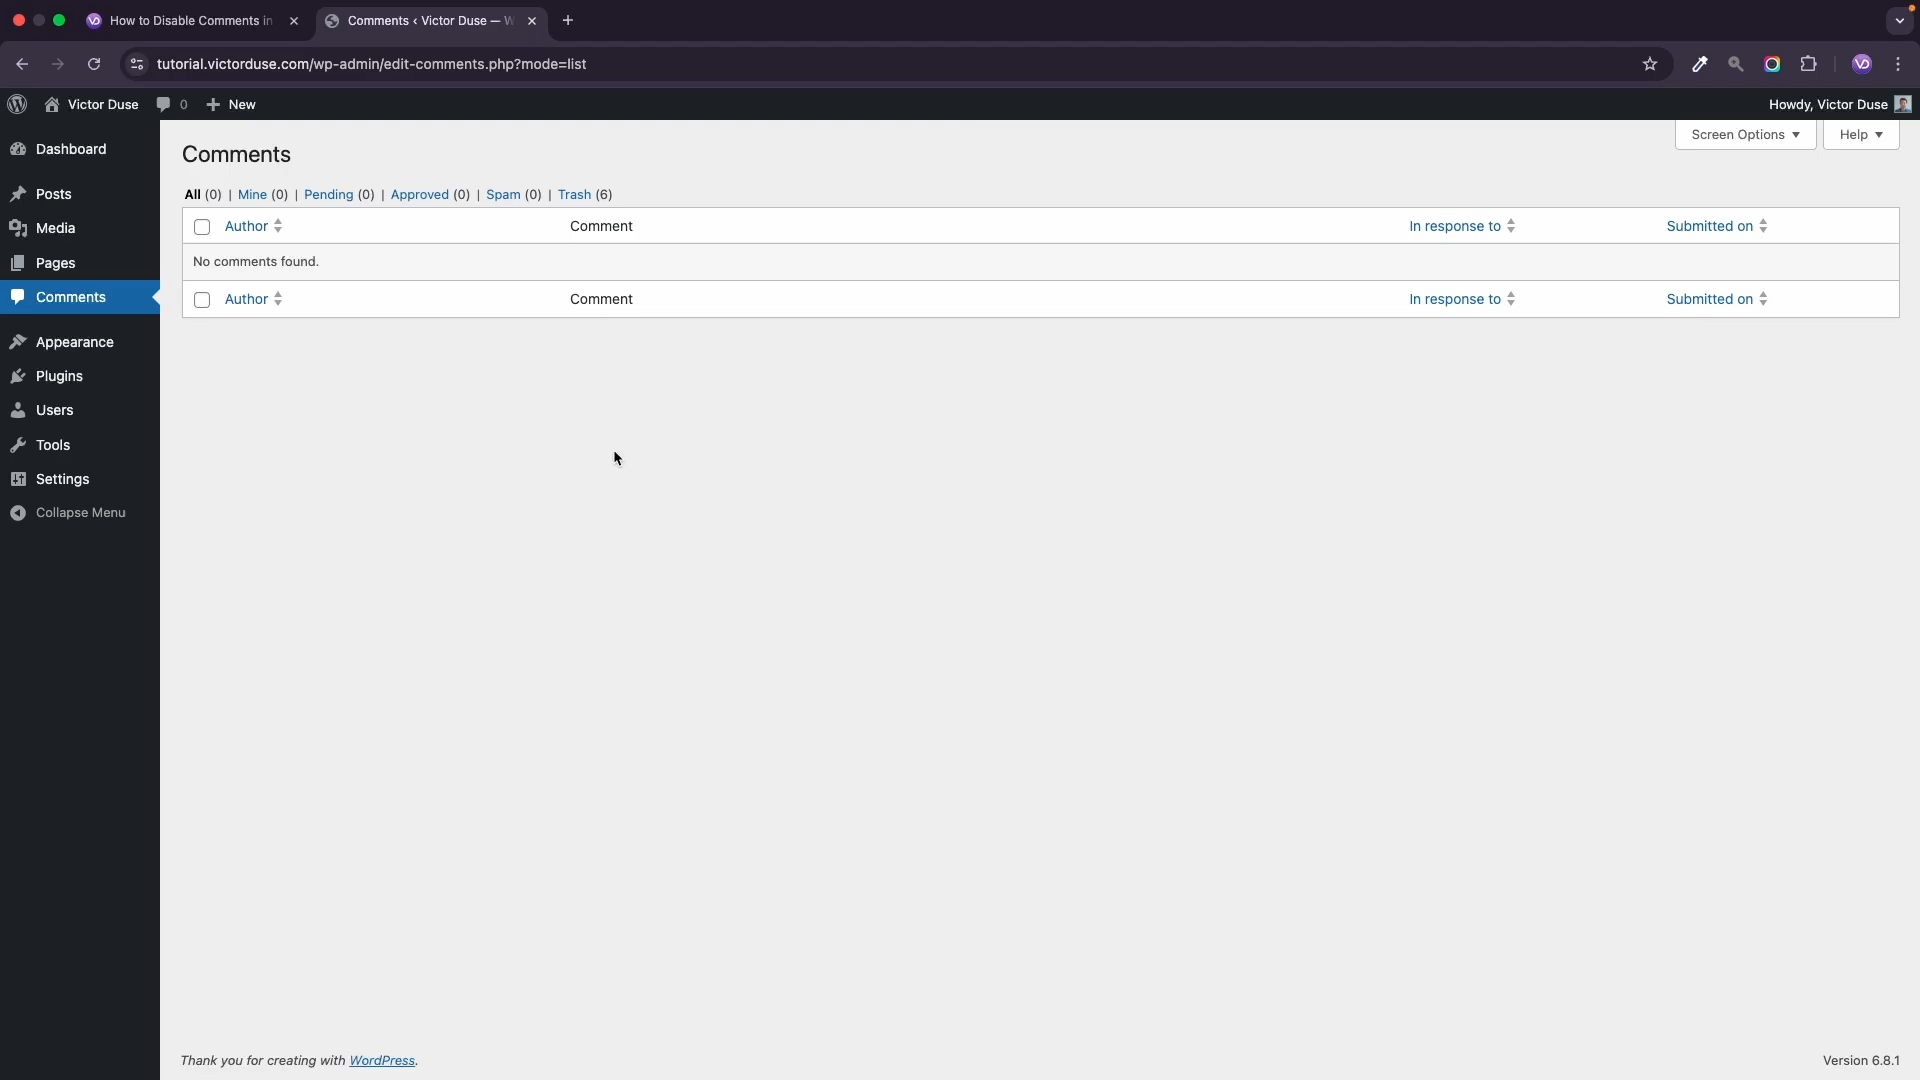 How to Disable Comments in
Comments ‹ Victor Duse — W
tutorial.victorduse.com/wp-admin/edit-comments.php?mode=list
Victor Duse 0 New
Howdy, Victor Duse
Dashboard
Posts
Media
Pages
Comments
Appearance
Plugins
Users
Tools
Settings
Collapse Menu
Screen Options Help
Comments
All (0) | Mine (0) | Pending (0) | Approved (0) | Spam (0) | Trash (6)
Author Comment In response to Submitted on
No comments found.
Author Comment In response to Submitted on
Thank you for creating with WordPress.
Version 6.8.1